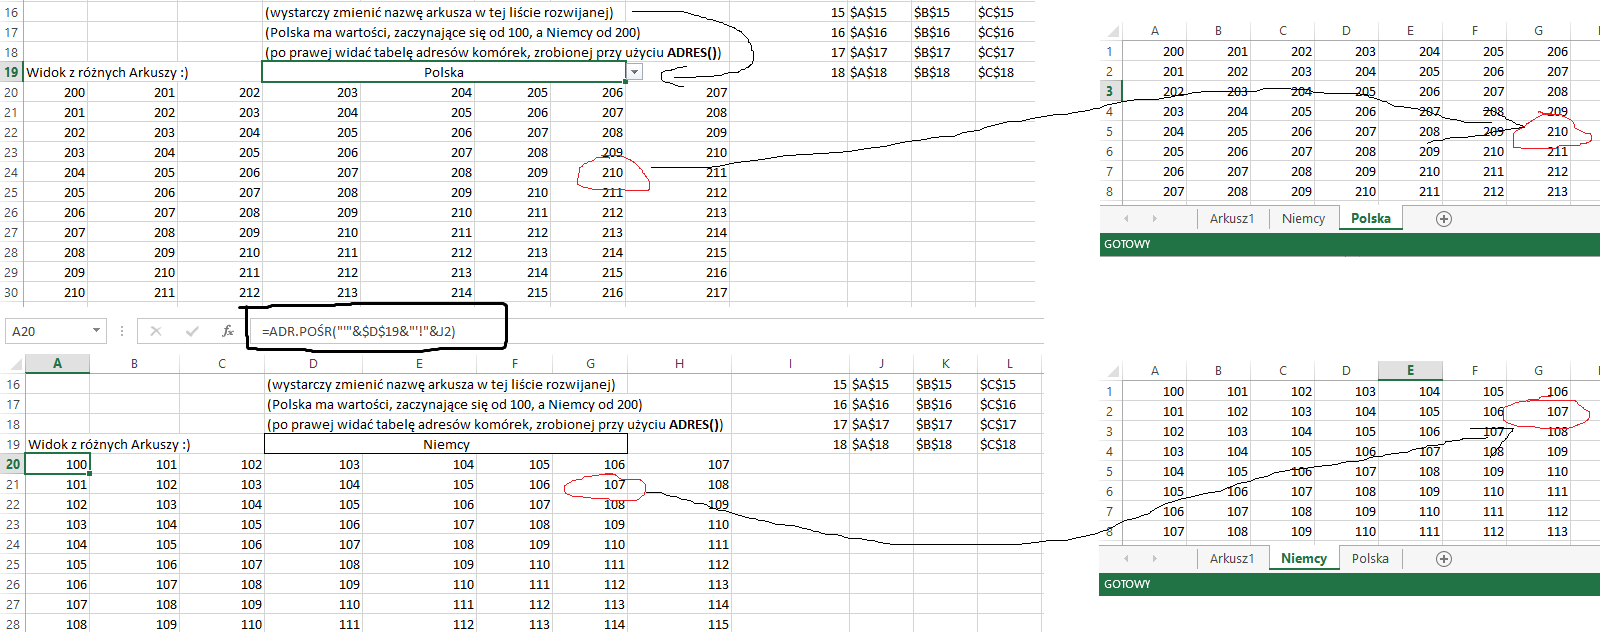 16 (wystarczy zmienić nazwę arkusza w tej liście rozwijanej) 15 $A$15 $B$15 $C$15
17 (Polska ma wartości, zaczynające się od 100, a Niemcy od 200) 16 $A$16 $B$16 $C$16
18 (po prawej widać tabelę adresów komórek, zrobionej przy użyciu ADRES()) 17 $A$17 $B$17 $C$17
19 Widok z różnych Arkuszy :) Polska 18 $A$18 $B$18 $C$18
20 200 201 202 203 204 205 206 207
21 201 202 203 204 205 206 207 208
22 202 203 204 205 206 207 208 209
23 203 204 205 206 207 208 209 210
24 204 205 206 207 208 209 210 211
25 205 206 207 208 209 210 211 212
26 206 207 208 209 210 211 212 213
27 207 208 209 210 211 212 213 214
28 208 209 210 211 212 213 214 215
29 209 210 211 212 213 214 215 216
30 210 211 212 213 214 215 216 217
A B C D E F G
1 200 201 202 203 204 205 206
2 201 202 203 204 205 206 207
3 202 203 204 205 206 207 208
4 203 204 205 206 207 208 209
5 204 205 206 207 208 209 210
6 205 206 207 208 209 210 211
7 206 207 208 209 210 211 212
8 207 208 209 210 211 212 213
Arkusz1 Niemcy Polska
GOTOWY
A20 fx =ADR.POŚR("'"&$D$19&"'!"&J2)
A B C D E F G H I J K L
16 (wystarczy zmienić nazwę arkusza w tej liście rozwijanej) 15 $A$15 $B$15 $C$15
17 (Polska ma wartości, zaczynające się od 100, a Niemcy od 200) 16 $A$16 $B$16 $C$16
18 (po prawej widać tabelę adresów komórek, zrobionej przy użyciu ADRES()) 17 $A$17 $B$17 $C$17
19 Widok z różnych Arkuszy :) Niemcy 18 $A$18 $B$18 $C$18
20 100 101 102 103 104 105 106 107
21 101 102 103 104 105 106 107 108
22 102 103 104 105 106 107 108 109
23 103 104 105 106 107 108 109 110
24 104 105 106 107 108 109 110 111
25 105 106 107 108 109 110 111 112
26 106 107 108 109 110 111 112 113
27 107 108 109 110 111 112 113 114
28 108 109 110 111 112 113 114 115
A B C D E F G
1 100 101 102 103 104 105 106
2 101 102 103 104 105 106 107
3 102 103 104 105 106 107 108
4 103 104 105 106 107 108 109
5 104 105 106 107 108 109 110
6 105 106 107 108 109 110 111
7 106 107 108 109 110 111 112
8 107 108 109 110 111 112 113
Arkusz1 Niemcy Polska
GOTOWY